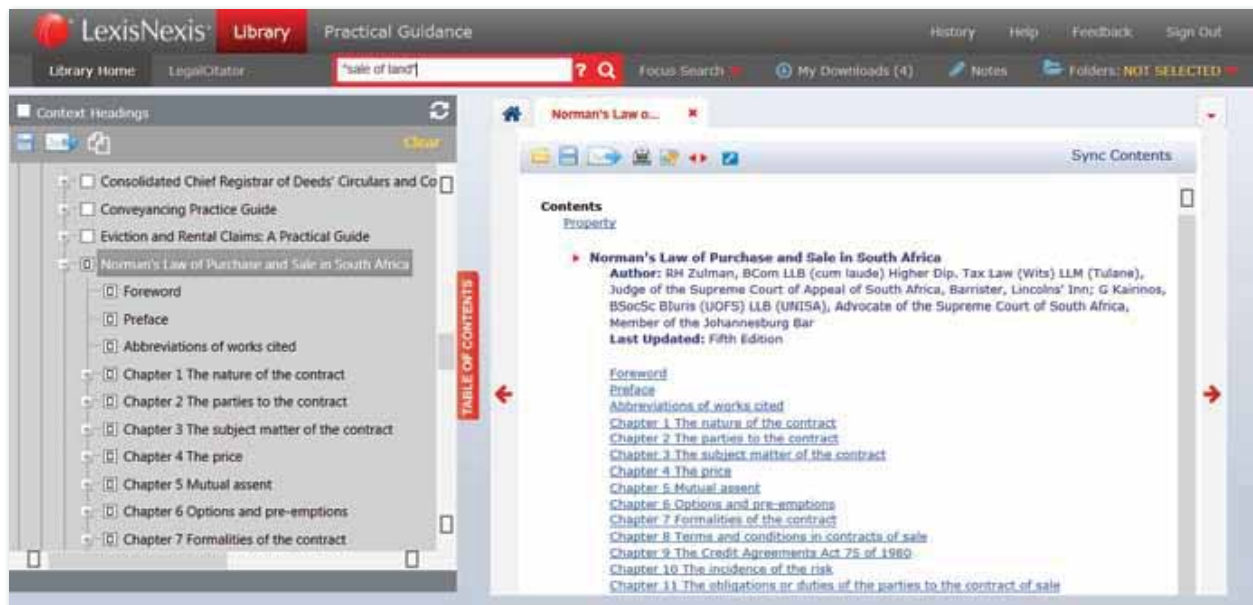 LexisNexis Library Practical Guidance History Help Feedback Sign Out
Library Home LegalCitator "sale of land" ? Focus Search My Downloads (4) Notes Folders: NOT SELECTED
Context Headings
Clear
Consolidated Chief Registrar of Deeds' Circulars and Co
Conveyancing Practice Guide
Eviction and Rental Claims: A Practical Guide
Norman's Law of Purchase and Sale in South Africa
Foreword
Preface
Abbreviations of works cited
Chapter 1 The nature of the contract
Chapter 2 The parties to the contract
Chapter 3 The subject matter of the contract
Chapter 4 The price
Chapter 5 Mutual assent
Chapter 6 Options and pre-emptions
Chapter 7 Formalities of the contract
TABLE OF CONTENTS
Norman's Law o...
Sync Contents
Contents
Property
Norman's Law of Purchase and Sale in South Africa
Author: RH Zulman, BCom LLB (cum laude) Higher Dip. Tax Law (Wits) LLM (Tulane),
Judge of the Supreme Court of Appeal of South Africa, Barrister, Lincolns' Inn; G Kairinos,
BSocSc BIuris (UOFS) LLB (UNISA), Advocate of the Supreme Court of South Africa,
Member of the Johannesburg Bar
Last Updated: Fifth Edition
Foreword
Preface
Abbreviations of works cited
Chapter 1 The nature of the contract
Chapter 2 The parties to the contract
Chapter 3 The subject matter of the contract
Chapter 4 The price
Chapter 5 Mutual assent
Chapter 6 Options and pre-emptions
Chapter 7 Formalities of the contract
Chapter 8 Terms and conditions in contracts of sale
Chapter 9 The Credit Agreements Act 75 of 1980
Chapter 10 The incidence of the risk
Chapter 11 The obligations or duties of the parties to the contract of sale